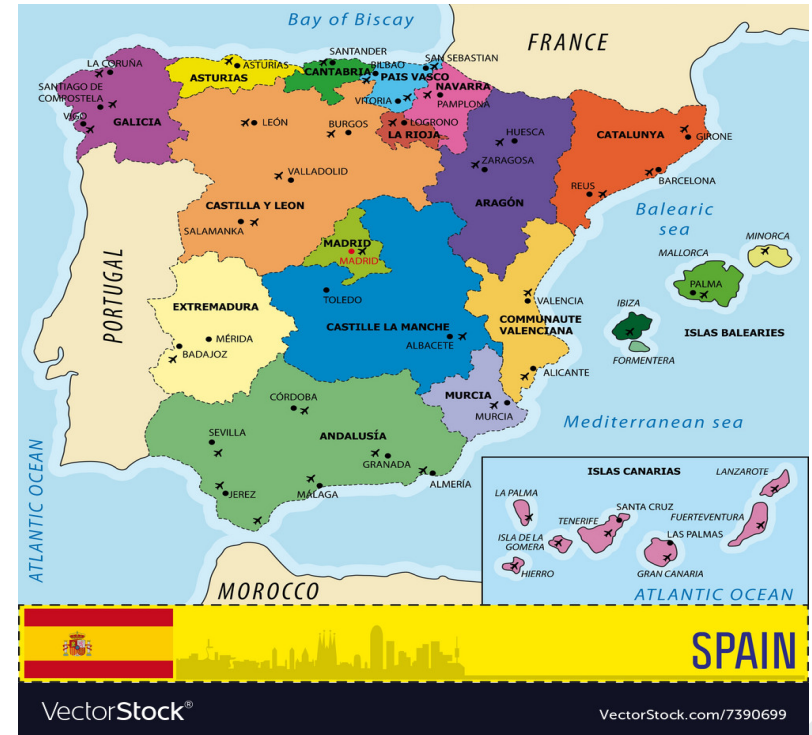 Bay of Biscay
FRANCE
LA CORUÑA
ASTURIAS
ASTURIAS
SANTANDER
CANTABRIA
BILBAO
SAN SEBASTIAN
PAIS VASCO
NAVARRA
SANTIAGO DE
COMPOSTELA
VITORIA
PAMPLONA
VIGO
GALICIA
LEÓN
BURGOS
LOGRONO
LA RIOJA
HUESCA
CATALUNYA
GIRONE
VALLADOLID
ZARAGOSA
BARCELONA
REUS
CASTILLA Y LEON
ARAGÓN
SALAMANKA
Balearic
sea
MINORCA
MADRID
MADRID
MALLORCA
PALMA
PORTUGAL
EXTREMADURA
TOLEDO
VALENCIA
IBIZA
COMMUNAUTE
VALENCIANA
CASTILLE LA MANCHE
ISLAS BALEARIES
MÉRIDA
ALBACETE
BADAJOZ
FORMENTERA
ALICANTE
CÓRDOBA
MURCIA
MURCIA
Mediterranean sea
SEVILLA
ANDALUSÍA
GRANADA
ALMERÍA
JEREZ
MÁLAGA
ATLANTIC OCEAN
ISLAS CANARIAS
LANZAROTE
LA PALMA
SANTA CRUZ
TENERIFE
FUERTEVENTURA
ISLA DE LA
GOMERA
LAS PALMAS
HIERRO
GRAN CANARIA
MOROCCO
ATLANTIC OCEAN
SPAIN
VectorStock®
VectorStock.com/7390699